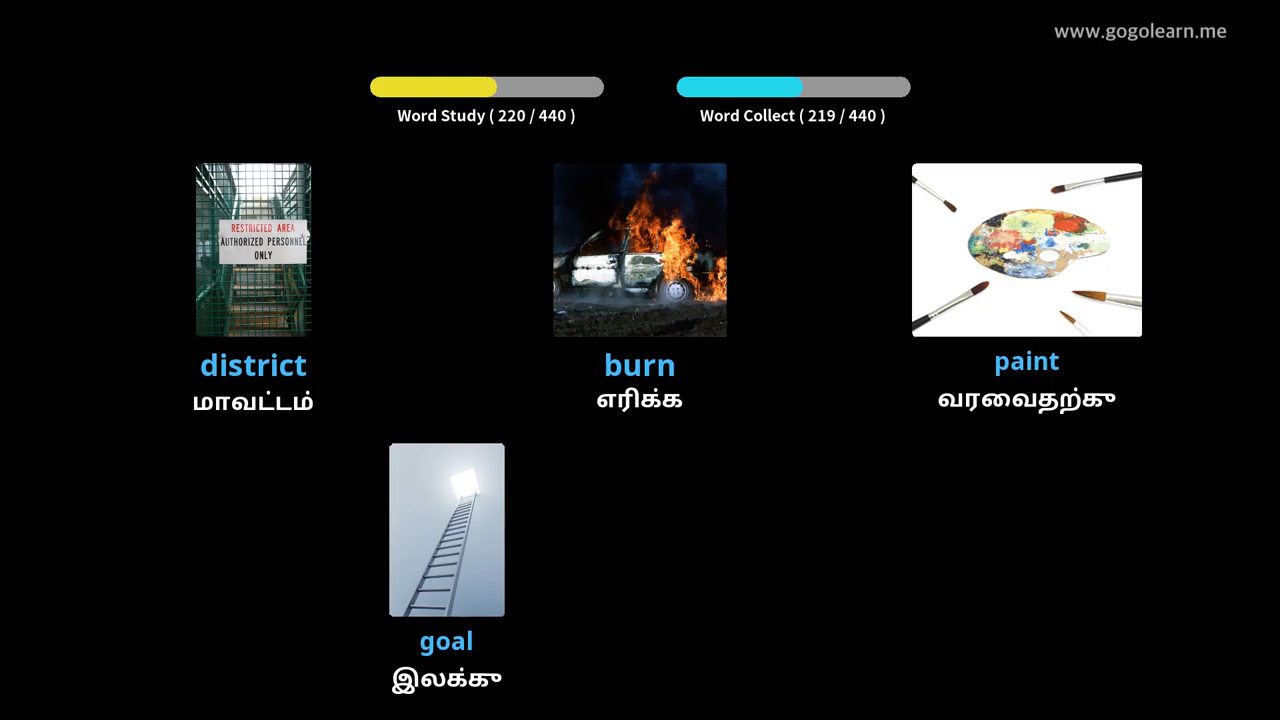 www.gogolearn.me
Word Study ( 220 / 440 )
Word Collect ( 219 / 440 )
RESTRICTED AREA
AUTHORIZED PERSONNEL
ONLY
district
மாவட்டம்
burn
எரிக்க
paint
வரவைதற்கு
goal
இலக்கு